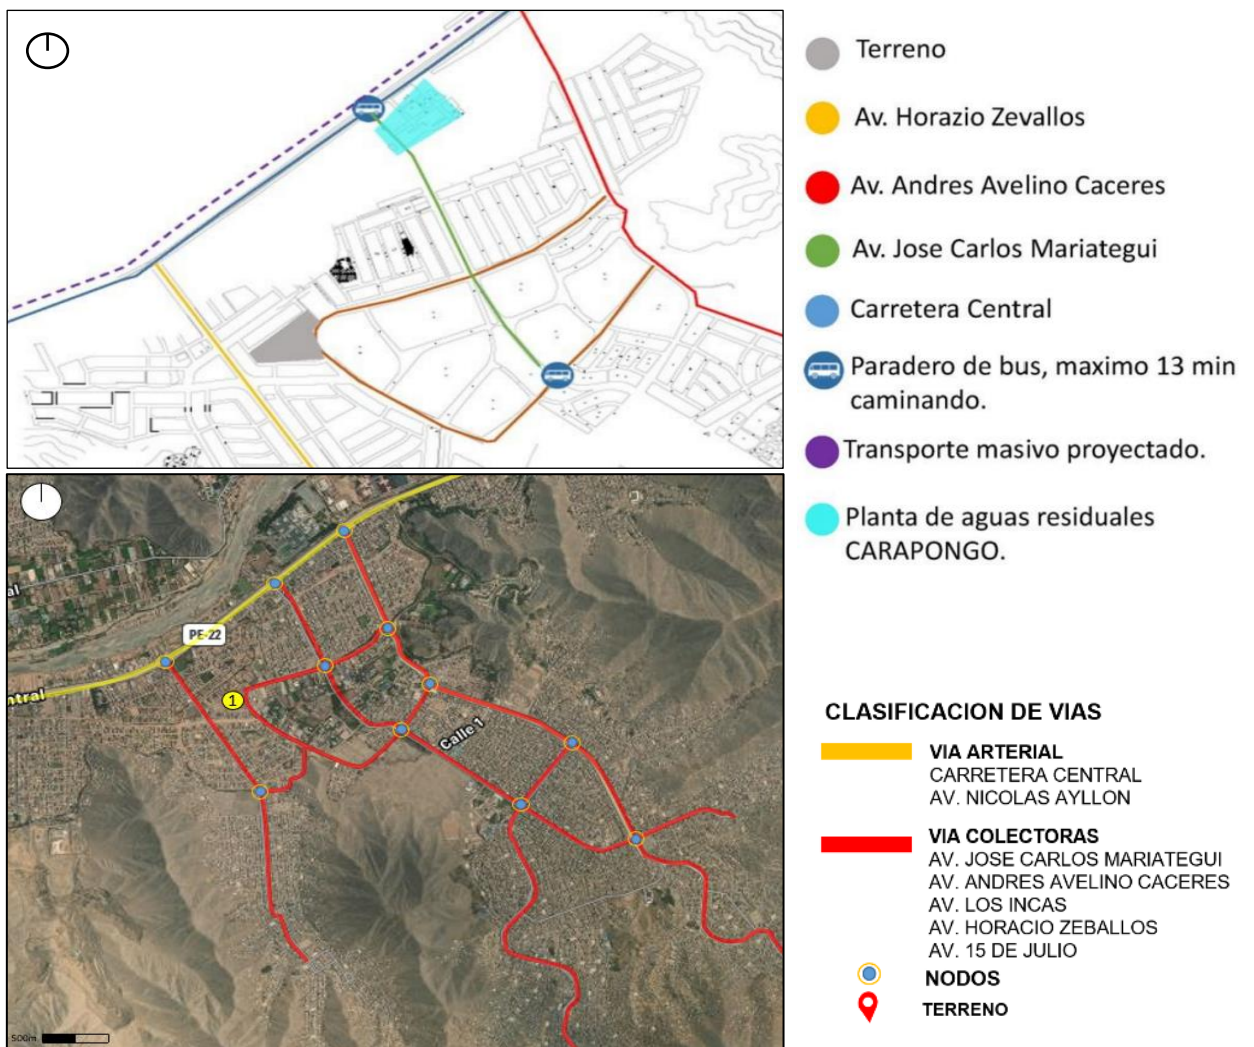 Terreno
Av. Horazio Zevallos
Av. Andres Avelino Caceres
Av. Jose Carlos Mariategui
Carretera Central
Paradero de bus, maximo 13 min
caminando.
Transporte masivo proyectado.
Planta de aguas residuales
CARAPONGO.
al
PE-22
ntral
1
Calle 1
500m
CLASIFICACION DE VIAS
VIA ARTERIAL
CARRETERA CENTRAL
AV. NICOLAS AYLLON
VIA COLECTORAS
AV. JOSE CARLOS MARIATEGUI
AV. ANDRES AVELINO CACERES
AV. LOS INCAS
AV. HORACIO ZEBALLOS
AV. 15 DE JULIO
NODOS
TERRENO